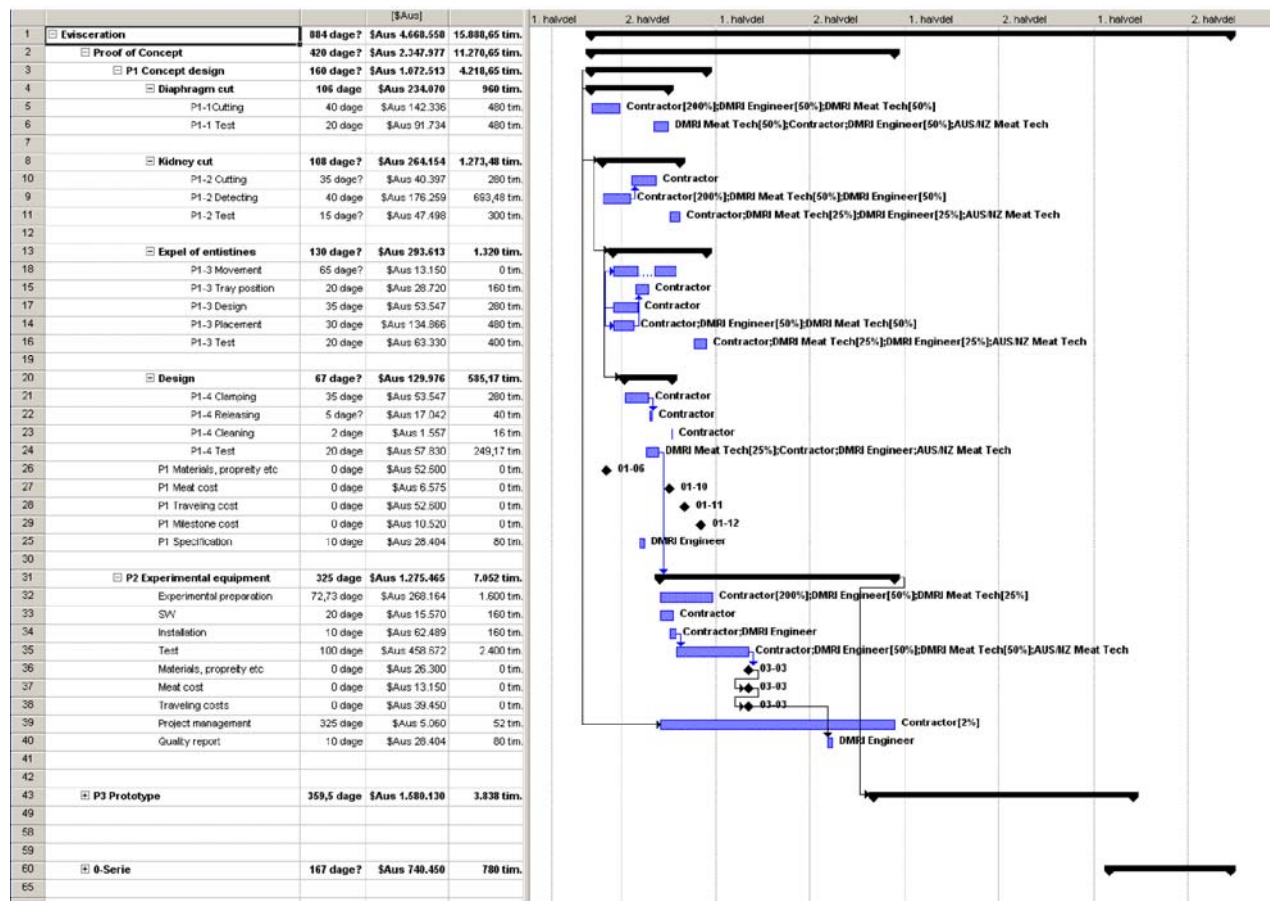 [$Aus] 1. halvdel 2. halvdel 1. halvdel 2. halvdel 1. halvdel 2. halvdel 1. halvdel 2. halvdel
1 Evisceration 884 dage? $Aus 4.668.558 15.888,65 tim.
2 Proof of Concept 420 dage? $Aus 2.347.977 11.270,65 tim.
3 P1 Concept design 160 dage? $Aus 1.072.513 4.218,65 tim.
4 Diaphragm cut 106 dage $Aus 234.070 960 tim.
5 P1-1Cutting 40 dage $Aus 142.336 480 tim. Contractor[200%];DMRI Engineer[50%];DMRI Meat Tech[50%]
6 P1-1 Test 20 dage $Aus 91.734 480 tim. DMRI Meat Tech[50%];Contractor;DMRI Engineer[50%];AUS/NZ Meat Tech
7
8 Kidney cut 108 dage? $Aus 264.154 1.273,48 tim.
10 P1-2 Cutting 35 dage? $Aus 40.397 280 tim. Contractor
9 P1-2 Detecting 40 dage $Aus 176.259 693,48 tim. Contractor[200%];DMRI Meat Tech[50%];DMRI Engineer[50%]
11 P1-2 Test 15 dage? $Aus 47.498 300 tim. Contractor;DMRI Meat Tech[25%];DMRI Engineer[25%];AUS/NZ Meat Tech
12
13 Expel of entistines 130 dage? $Aus 293.613 1.320 tim.
18 P1-3 Movement 65 dage? $Aus 13.150 0 tim.
15 P1-3 Tray position 20 dage $Aus 28.720 160 tim. Contractor
17 P1-3 Design 35 dage $Aus 53.547 280 tim. Contractor
14 P1-3 Placement 30 dage $Aus 134.866 480 tim. Contractor;DMRI Engineer[50%];DMRI Meat Tech[50%]
16 P1-3 Test 20 dage $Aus 63.330 400 tim. Contractor;DMRI Meat Tech[25%];DMRI Engineer[25%];AUS/NZ Meat Tech
19
20 Design 67 dage? $Aus 129.976 585,17 tim.
21 P1-4 Clamping 35 dage $Aus 53.547 280 tim. Contractor
22 P1-4 Releasing 5 dage? $Aus 17.042 40 tim. Contractor
23 P1-4 Cleaning 2 dage $Aus 1.557 16 tim. Contractor
24 P1-4 Test 20 dage $Aus 57.830 249,17 tim. DMRI Meat Tech[25%];Contractor;DMRI Engineer;AUS/NZ Meat Tech
26 P1 Materials, propreity etc 0 dage $Aus 52.600 0 tim. 01-06
27 P1 Meat cost 0 dage $Aus 6.575 0 tim. 01-10
28 P1 Traveling cost 0 dage $Aus 52.600 0 tim. 01-11
29 P1 Milestone cost 0 dage $Aus 10.520 0 tim. 01-12
25 P1 Specification 10 dage $Aus 28.404 80 tim. DMRI Engineer
30
31 P2 Experimental equipment 325 dage $Aus 1.275.465 7.052 tim.
32 Experimental preparation 72,73 dage $Aus 268.164 1.600 tim. Contractor[200%];DMRI Engineer[50%];DMRI Meat Tech[25%]
33 SW 20 dage $Aus 15.570 160 tim. Contractor
34 Installation 10 dage $Aus 62.489 160 tim. Contractor;DMRI Engineer
35 Test 100 dage $Aus 458.672 2.400 tim. Contractor;DMRI Engineer[50%];DMRI Meat Tech[50%];AUS/NZ Meat Tech
36 Materials, propreity etc 0 dage $Aus 26.300 0 tim. 03-03
37 Meat cost 0 dage $Aus 13.150 0 tim. 03-03
38 Traveling costs 0 dage $Aus 39.450 0 tim. 03-03
39 Project management 325 dage $Aus 5.060 52 tim. Contractor[2%]
40 Quality report 10 dage $Aus 28.404 80 tim. DMRI Engineer
41
42
43 P3 Prototype 359,5 dage $Aus 1.580.130 3.838 tim.
49
58
59
60 0-Serie 167 dage? $Aus 740.450 780 tim.
65